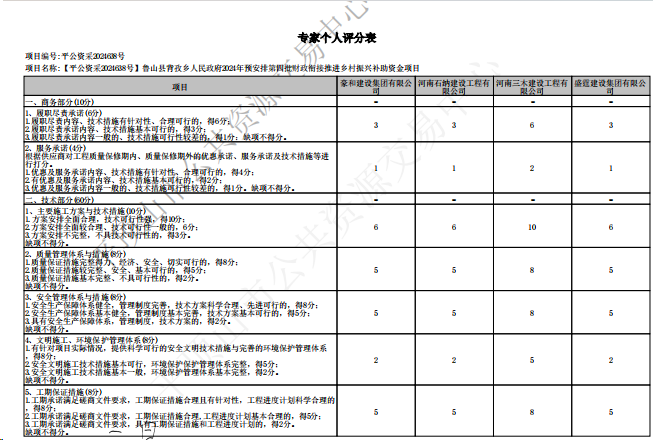 专家个人评分表
项目编号:平公资采2024638号
项目名称:【平公资采2024638号】鲁山县背孜乡人民政府2024年预安排第四批财政衔接推进乡村振兴补助资金项目
项目 豪和建设集团有限公司 河南石纳建设工程有限公司 河南三木建设工程有限公司 盛霆建设集团有限公司
一、商务部分(10分) - - - -
1、履职尽责承诺(6分)
1.履职尽责内容、技术措施有针对性、合理可行的,得6分;
2.履职尽责承诺内容、技术措施基本可行的,得3分;
3.履职尽责承诺内容一般的、技术措施可行性较差的,得1分;缺项不得分。
3 3 6 3
2、服务承诺(4分)
根据供应商对工程质量保修期内、质量保修期外的优惠承诺、服务承诺及技术措施等进行打分。
1.优惠及服务承诺内容、技术措施有针对性、合理可行的,得4分;
2.优惠及服务承诺内容、技术措施基本可行的,得2分;
3.优惠及服务承诺内容一般的、技术措施可行性较差的,得1分。缺项不得分。
1 1 2 1
二、技术部分(60分) - - - -
1、主要施工方案与技术措施(10分)
1.方案安排全面合理,技术可行性强,得10分;
2.方案安排全面较合理、技术可行性一般的,6分;
3.方案安排不完整,不具技术可行性的,得3分。
缺项不得分。
6 6 10 6
2、质量管理体系与措施(8分)
1.质量保证措施完整得力、经济、安全、切实可行的,得8分;
2.质量保证措施较完整、安全、基本可行的,得5分;
3.质量保证措施基本完整、不具可行性的,得2分。
缺项不得分。
5 5 8 5
3、安全管理体系与措施(8分)
1.安全生产保障体系健全,管理制度完善,技术方案科学合理、先进可行的,得8分;
2.安全生产保障体系基本健全,管理制度基本完善,技术方案基本可行的,得5分;
3.具有安全生产保障体系,管理制度,技术方案的,得2分。
缺项不得分。
5 5 8 5
4、文明施工、环境保护管理体系(8分)
1.有针对项目实际情况,提供科学可行的安全文明技术措施与完善的环境保护管理体系,得8分;
2.安全文明施工技术措施基本可行,环境保护保护管理体系完整,得5分;
3.安全文明施工技术措施基本一般,环境保护管理体系基本完整,得2分。
缺项不得分。
2 2 5 2
5、工期保证措施(8分)
1.工期承诺满足磋商文件要求,工期保证措施合理且有针对性,工程进度计划科学合理的,得8分;
2.工期承诺满足磋商文件要求,工期保证措施合理,工程进度计划基本合理的,得5分;
3.工期承诺满足磋商文件要求,具有工期保证措施和工程进度计划的,得2分。
缺项不得分。
5 5 8 5